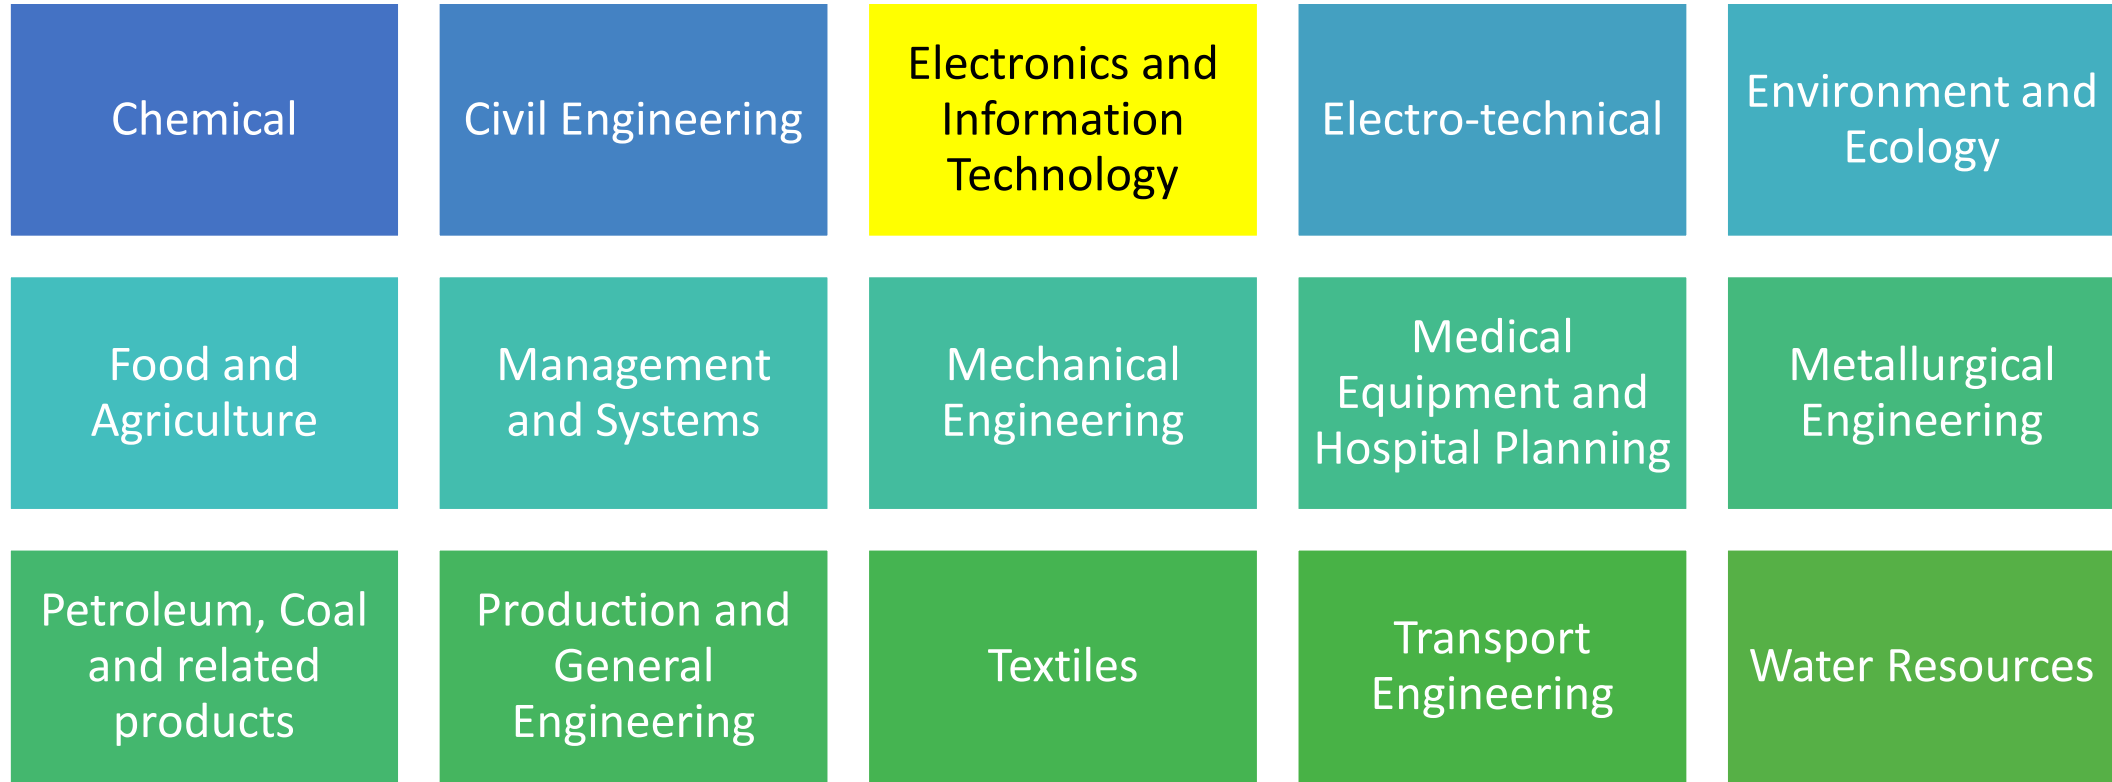 Chemical
Civil Engineering
Electronics and
Information
Technology
Electro-technical
Environment and
Ecology
Food and
Agriculture
Management
and Systems
Mechanical
Engineering
Medical
Equipment and
Hospital Planning
Metallurgical
Engineering
Petroleum, Coal
and related
products
Production and
General
Engineering
Textiles
Transport
Engineering
Water Resources